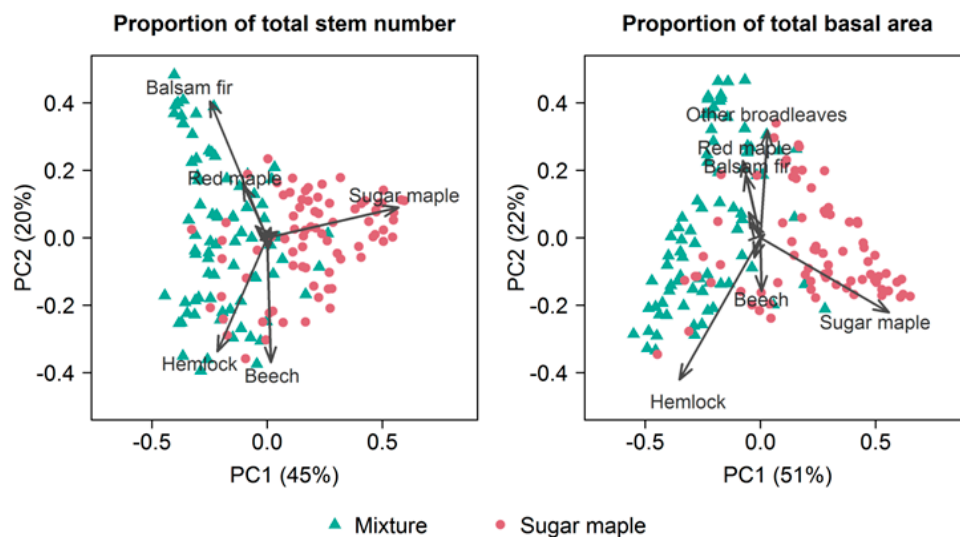 Proportion of total stem number
Proportion of total basal area
PC2 (20%)
0.4
0.2
0.0
-0.2
-0.4
Balsam fir
Red maple
Sugar maple
Hemlock
Beech
-0.5
0.0
0.5
PC1 (45%)
PC2 (22%)
0.4
0.2
0.0
-0.2
-0.4
Other broadleaves
Red maple
Balsam fir
Beech
Sugar maple
Hemlock
-0.5
0.0
0.5
PC1 (51%)
Mixture
Sugar maple